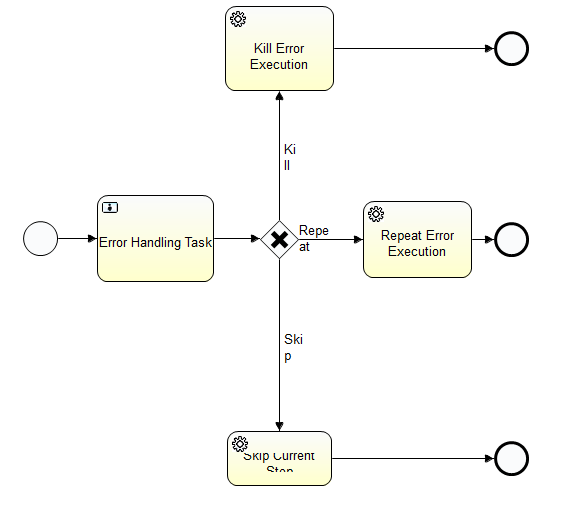 Kill Error
Execution
Ki
ll
Error Handling Task
Repe
at
Repeat Error
Execution
Ski
p
Skip Current
Step